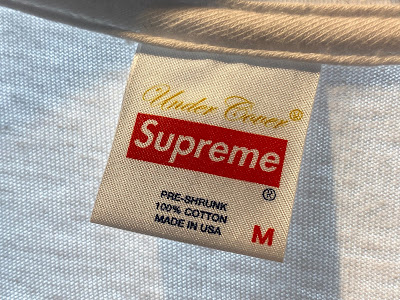 Under Cover®
Supreme
®
PRE-SHRUNK
100% COTTON
MADE IN USA
M